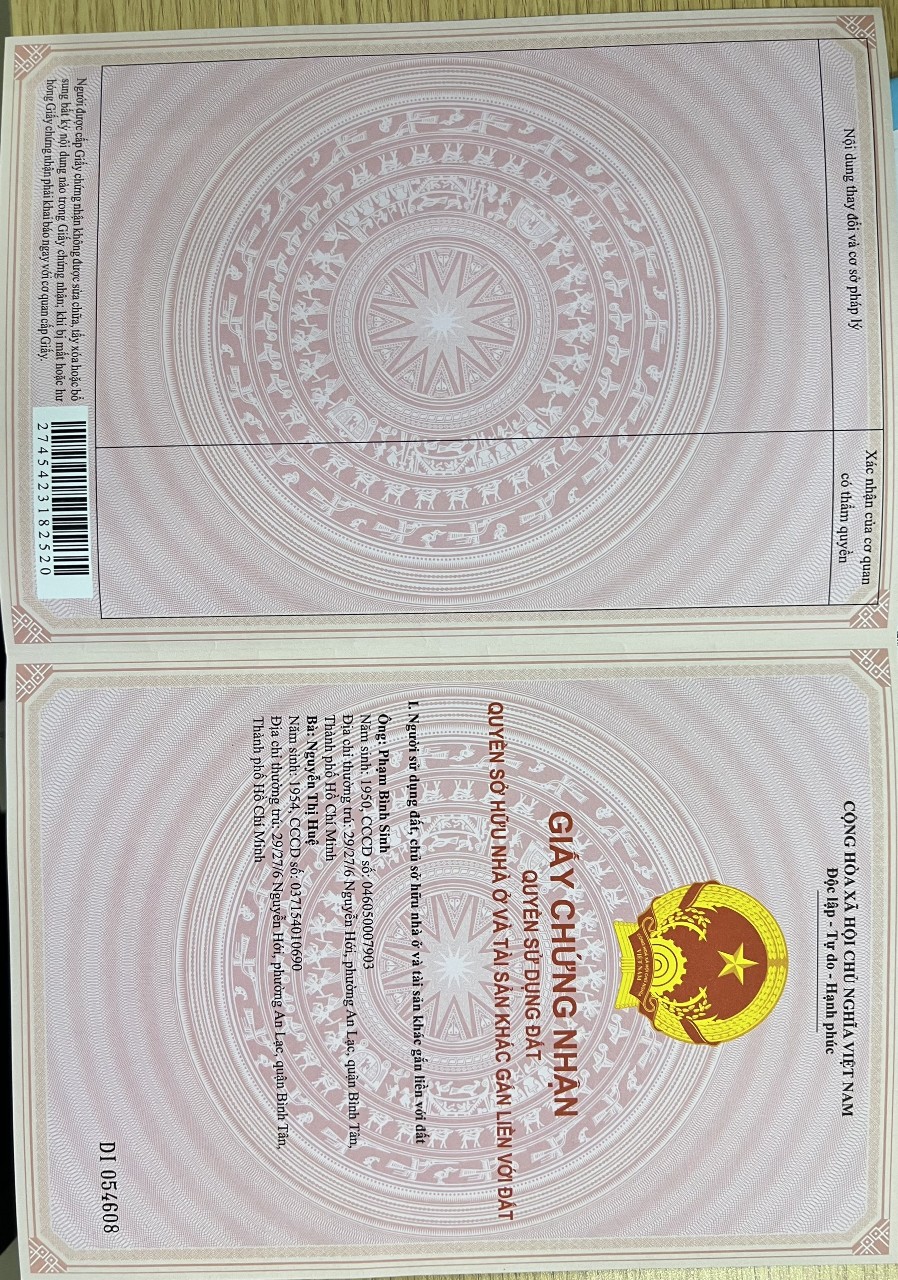 Nội dung thay đổi và cơ sở pháp lý
Xác nhận của cơ quan
có thẩm quyền
Người được cấp Giấy chứng nhận không được sửa chữa, tẩy xóa hoặc bổ
sung bất kỳ nội dung nào trong Giấy chứng nhận; khi bị mất hoặc hư
hỏng Giấy chứng nhận phải khai báo ngay với cơ quan cấp Giấy.
2745423182520
CỘNG HÒA XÃ HỘI CHỦ NGHĨA VIỆT NAM
Độc lập - Tự do - Hạnh phúc
VIỆT NAM
GIẤY CHỨNG NHẬN
QUYỀN SỬ DỤNG ĐẤT
QUYỀN SỞ HỮU NHÀ Ở VÀ TÀI SẢN KHÁC GẮN LIỀN VỚI ĐẤT
I. Người sử dụng đất, chủ sở hữu nhà ở và tài sản khác gắn liền với đất
Ông: Phạm Bình Sinh
Năm sinh: 1950, CCCD số: 046050007903
Địa chỉ thường trú: 29/27/6 Nguyễn Hới, phường An Lạc, quận Bình Tân,
Thành phố Hồ Chí Minh
Bà: Nguyễn Thị Huệ
Năm sinh: 1954, CCCD số: 037154010690
Địa chỉ thường trú: 29/27/6 Nguyễn Hới, phường An Lạc, quận Bình Tân,
Thành phố Hồ Chí Minh
DI 054608